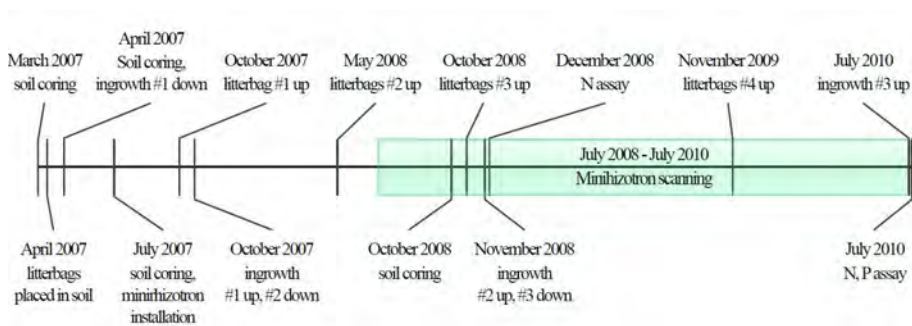 April 2007
March 2007
Soil coring,
October 2007
May 2008
October 2008
December 2008
November 2009
July 2010
soil coring
ingrowth #1 down
litterbag #1 up
litterbags #2 up
litterbags #3 up
N assay
litterbags #4 up
ingrowth #3 up
July 2008 - July 2010
Minihizotron scanning
April 2007
litterbags
placed in soil
July 2007
soil coring,
minirhizotron
installation
October 2007
ingrowth
#1 up, #2 down
October 2008
soil coring
November 2008
ingrowth
#2 up, #3 down
July 2010
N, P assay